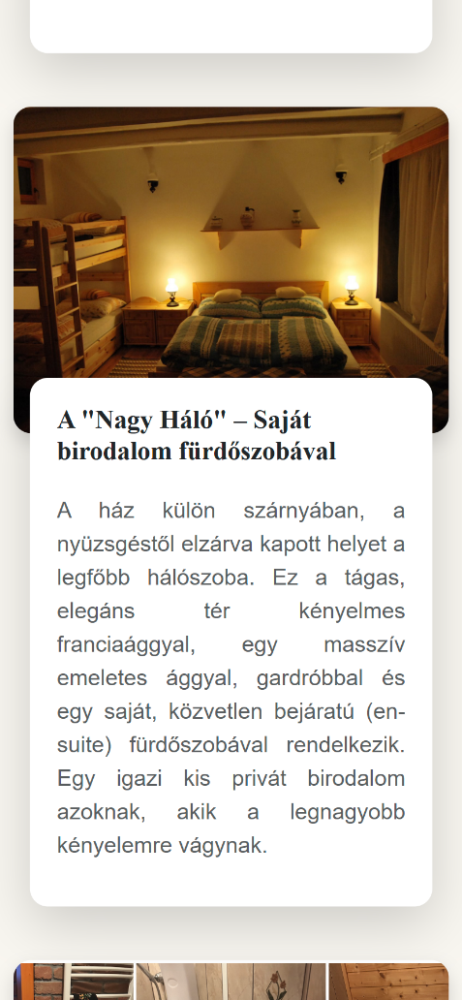 A "Nagy Háló" – Saját
birodalom fürdőszobával
A ház külön szárnyában, a
nyüzsgéstől elzárva kapott helyet a
legfőbb hálószoba. Ez a tágas,
elegáns tér kényelmes
franciaággyal, egy masszív
emeletes ággyal, gardróbbal és
egy saját, közvetlen bejáratú (en-
suite) fürdőszobával rendelkezik.
Egy igazi kis privát birodalom
azoknak, akik a legnagyobb
kényelemre vágynak.